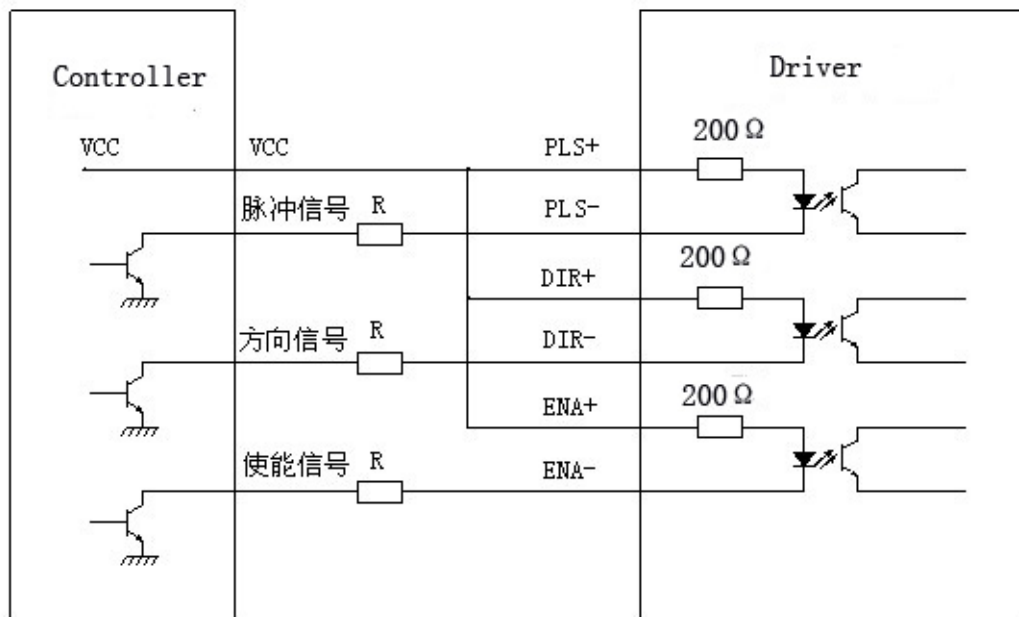 Controller
Driver
200Ω
VCC
VCC
PLS+
脉冲信号
R
PLS-
200Ω
DIR+
方向信号
R
DIR-
200Ω
ENA+
使能信号
R
ENA-